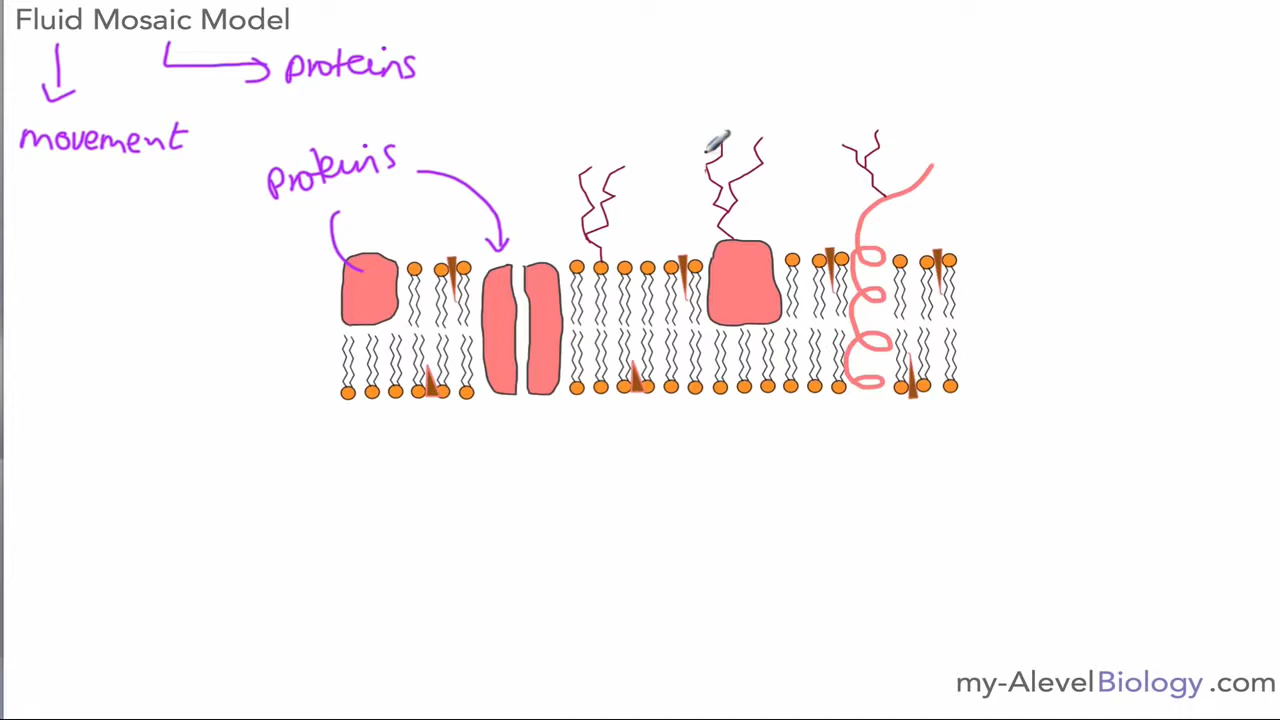 Fluid Mosaic Model
proteins
movement
proteins
my-AlevelBiology.com